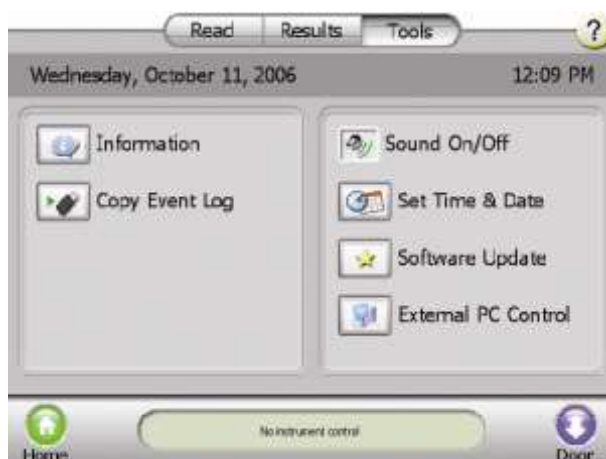 Read Results Tools ?
Wednesday, October 11, 2006 12:09 PM
Information
Copy Event Log
Sound On/Off
Set Time & Date
Software Update
External PC Control
No instrument control
Home
Door